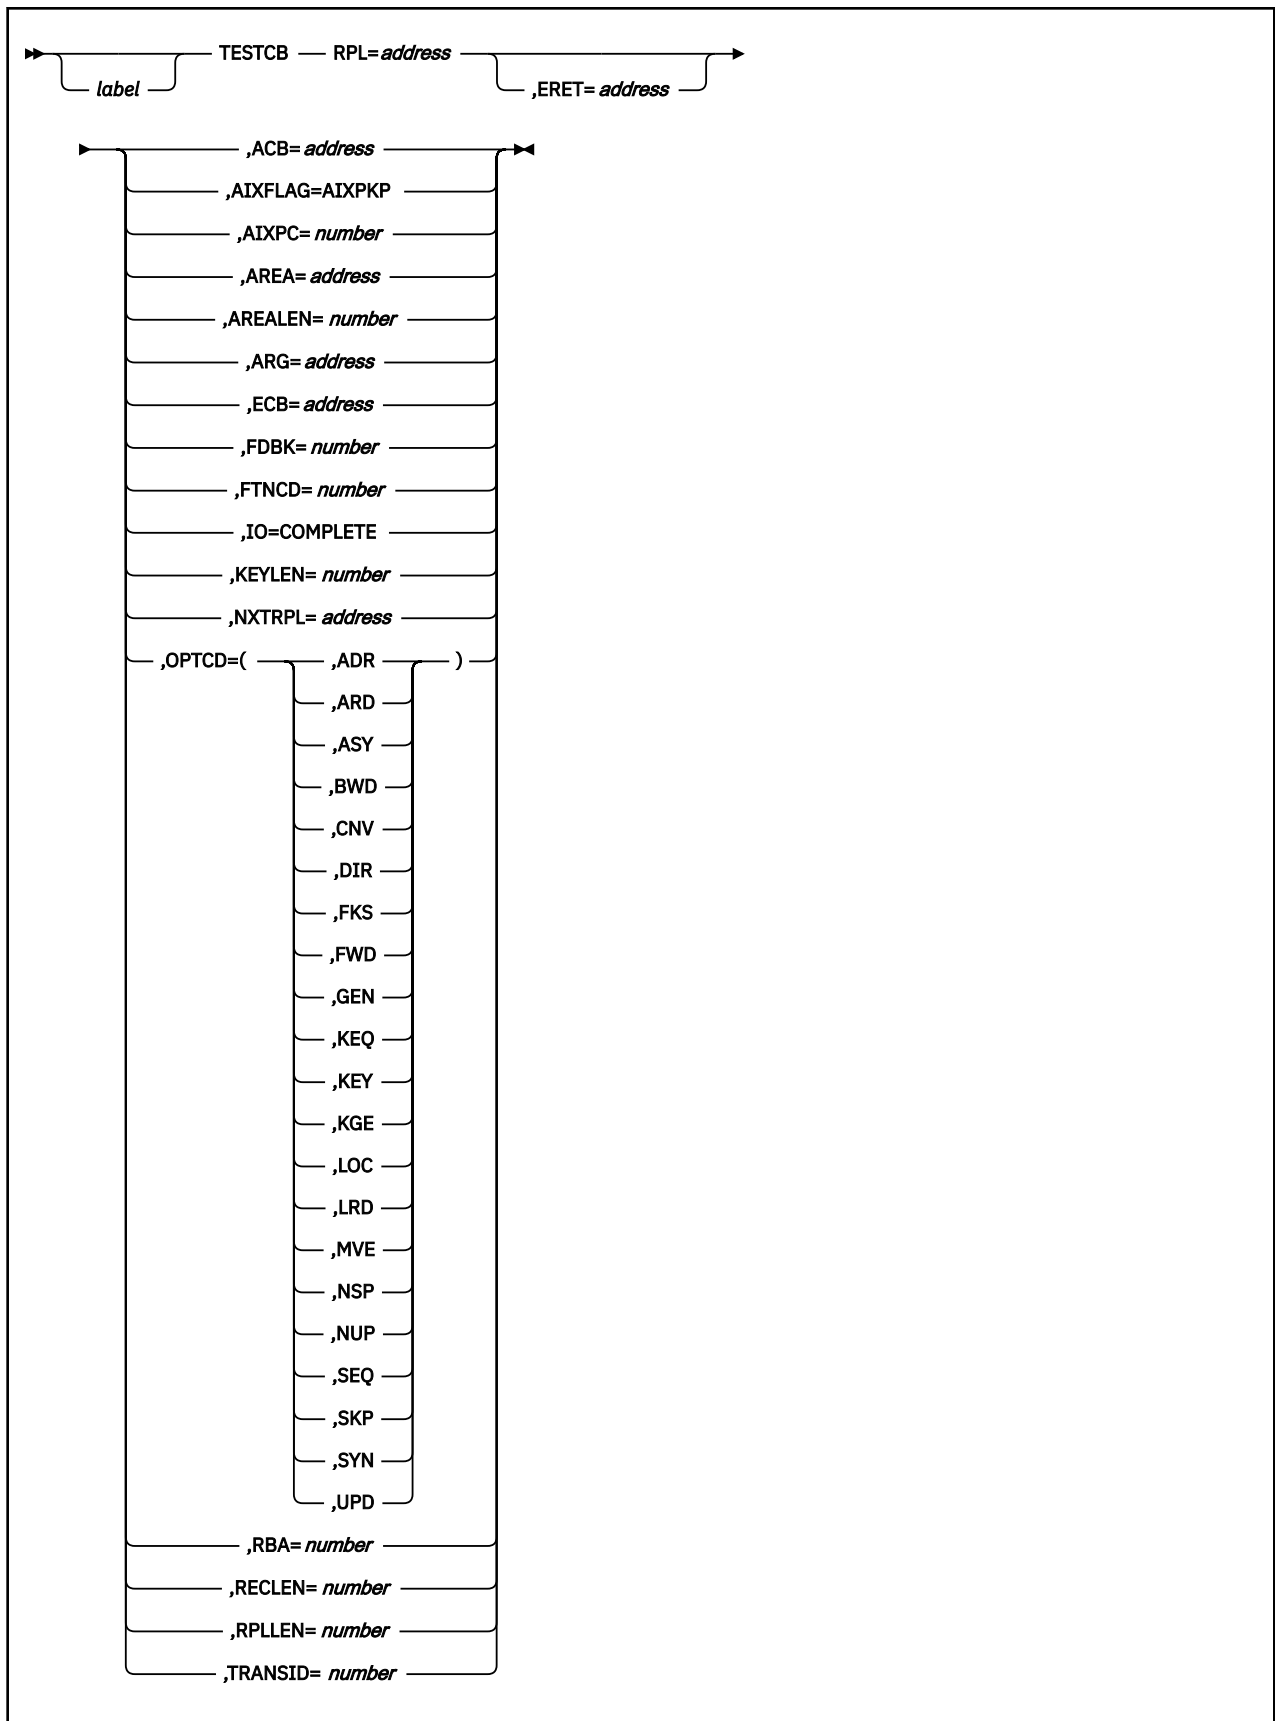 TESTCB RPL=address
label ,ERET=address
,ACB=address
,AIXFLAG=AIXPKP
,AIXPC=number
,AREA=address
,AREALEN=number
,ARG=address
,ECB=address
,FDBK=number
,FTNCD=number
,IO=COMPLETE
,KEYLEN=number
,NXTRPL=address
,OPTCD=( ,ADR )
,ARD
,ASY
,BWD
,CNV
,DIR
,FKS
,FWD
,GEN
,KEQ
,KEY
,KGE
,LOC
,LRD
,MVE
,NSP
,NUP
,SEQ
,SKP
,SYN
,UPD
,RBA=number
,RECLEN=number
,RPLLEN=number
,TRANSID=number